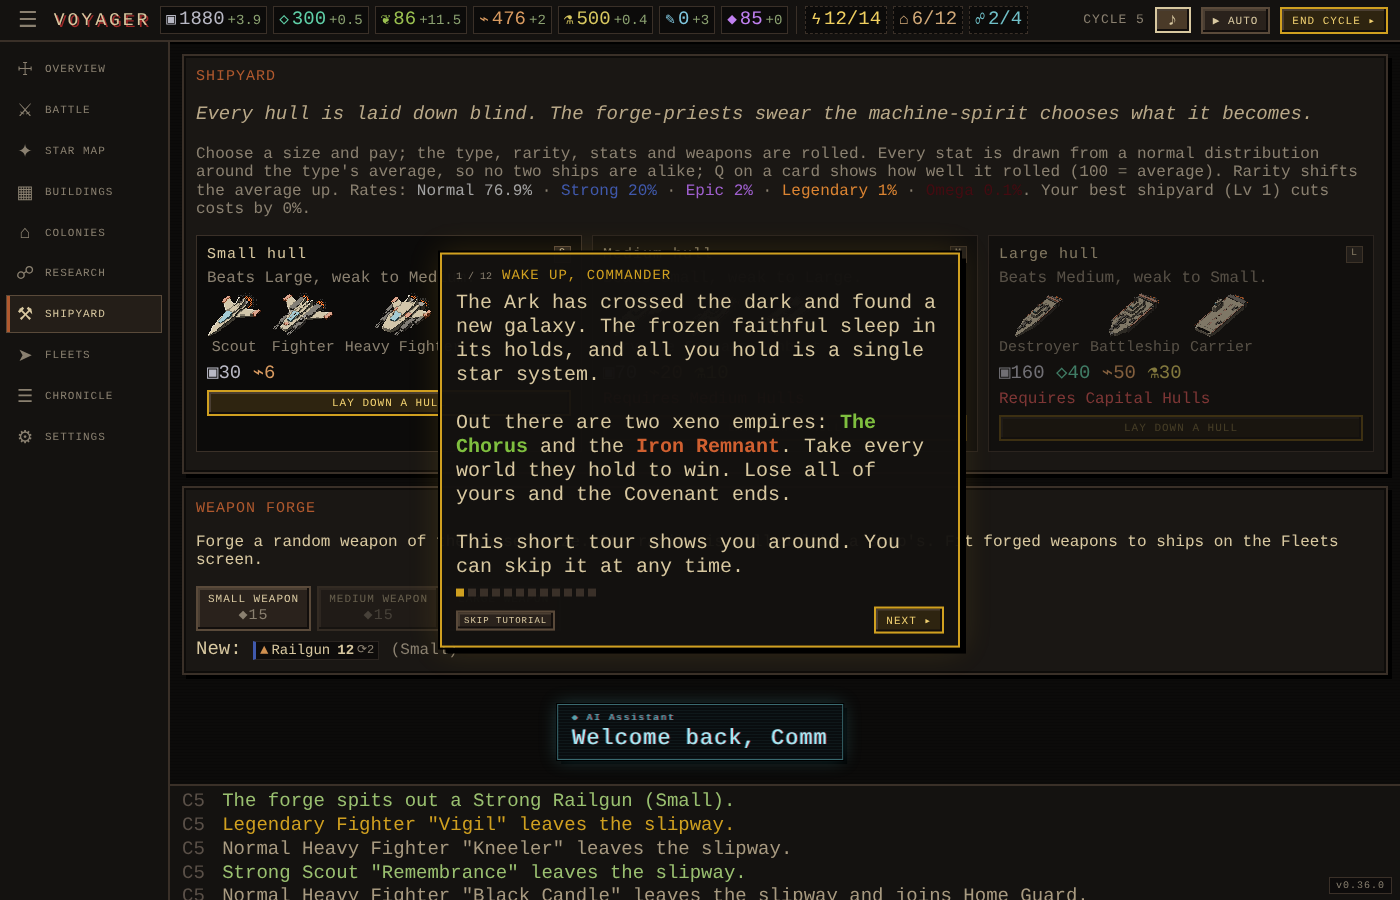 VOYAGER
1880 +3.9
300 +0.5
86 +11.5
476 +2
500 +0.4
0 +3
85 +0
12/14
6/12
2/4
CYCLE 5
♪
▶ AUTO
END CYCLE ▸
OVERVIEW
BATTLE
STAR MAP
BUILDINGS
COLONIES
RESEARCH
SHIPYARD
FLEETS
CHRONICLE
SETTINGS
SHIPYARD
Every hull is laid down blind. The forge-priests swear the machine-spirit chooses what it becomes.
Choose a size and pay; the type, rarity, stats and weapons are rolled. Every stat is drawn from a normal distribution
around the type's average, so no two ships are alike; Q on a card shows how well it rolled (100 = average). Rarity shifts
the average up. Rates: Normal 76.9% · Strong 20% · Epic 2% · Legendary 1% · . Your best shipyard (Lv 1) cuts
costs by 0%.
Small hull
Beats Large, weak to Med
Scout Fighter Heavy Figh
30 6
LAY DOWN A HUL
Medium hull
Large hull
L
Beats Medium, weak to Small.
Destroyer Battleship Carrier
160 40 50 30
Requires Capital Hulls
LAY DOWN A HULL
1 / 12 WAKE UP, COMMANDER
The Ark has crossed the dark and found a
new galaxy. The frozen faithful sleep in
its holds, and all you hold is a single
star system.
Out there are two xeno empires: The
Chorus and the Iron Remnant. Take every
world they hold to win. Lose all of
yours and the Covenant ends.
This short tour shows you around. You
can skip it at any time.
SKIP TUTORIAL
NEXT ▸
WEAPON FORGE
Forge a random weapon of
t forged weapons to ships on the Fleets
screen.
SMALL WEAPON
◆15
MEDIUM WEAPON
◆15
New: ▲Railgun 12 ⟳2 (Small)
◆ AI Assistant
Welcome back, Comm
C5 The forge spits out a Strong Railgun (Small).
C5 Legendary Fighter "Vigil" leaves the slipway.
C5 Normal Heavy Fighter "Kneeler" leaves the slipway.
C5 Strong Scout "Remembrance" leaves the slipway.
C5 Normal Heavy Fighter "Black Candle" leaves the slipway and joins Home Guard.
v0.36.0